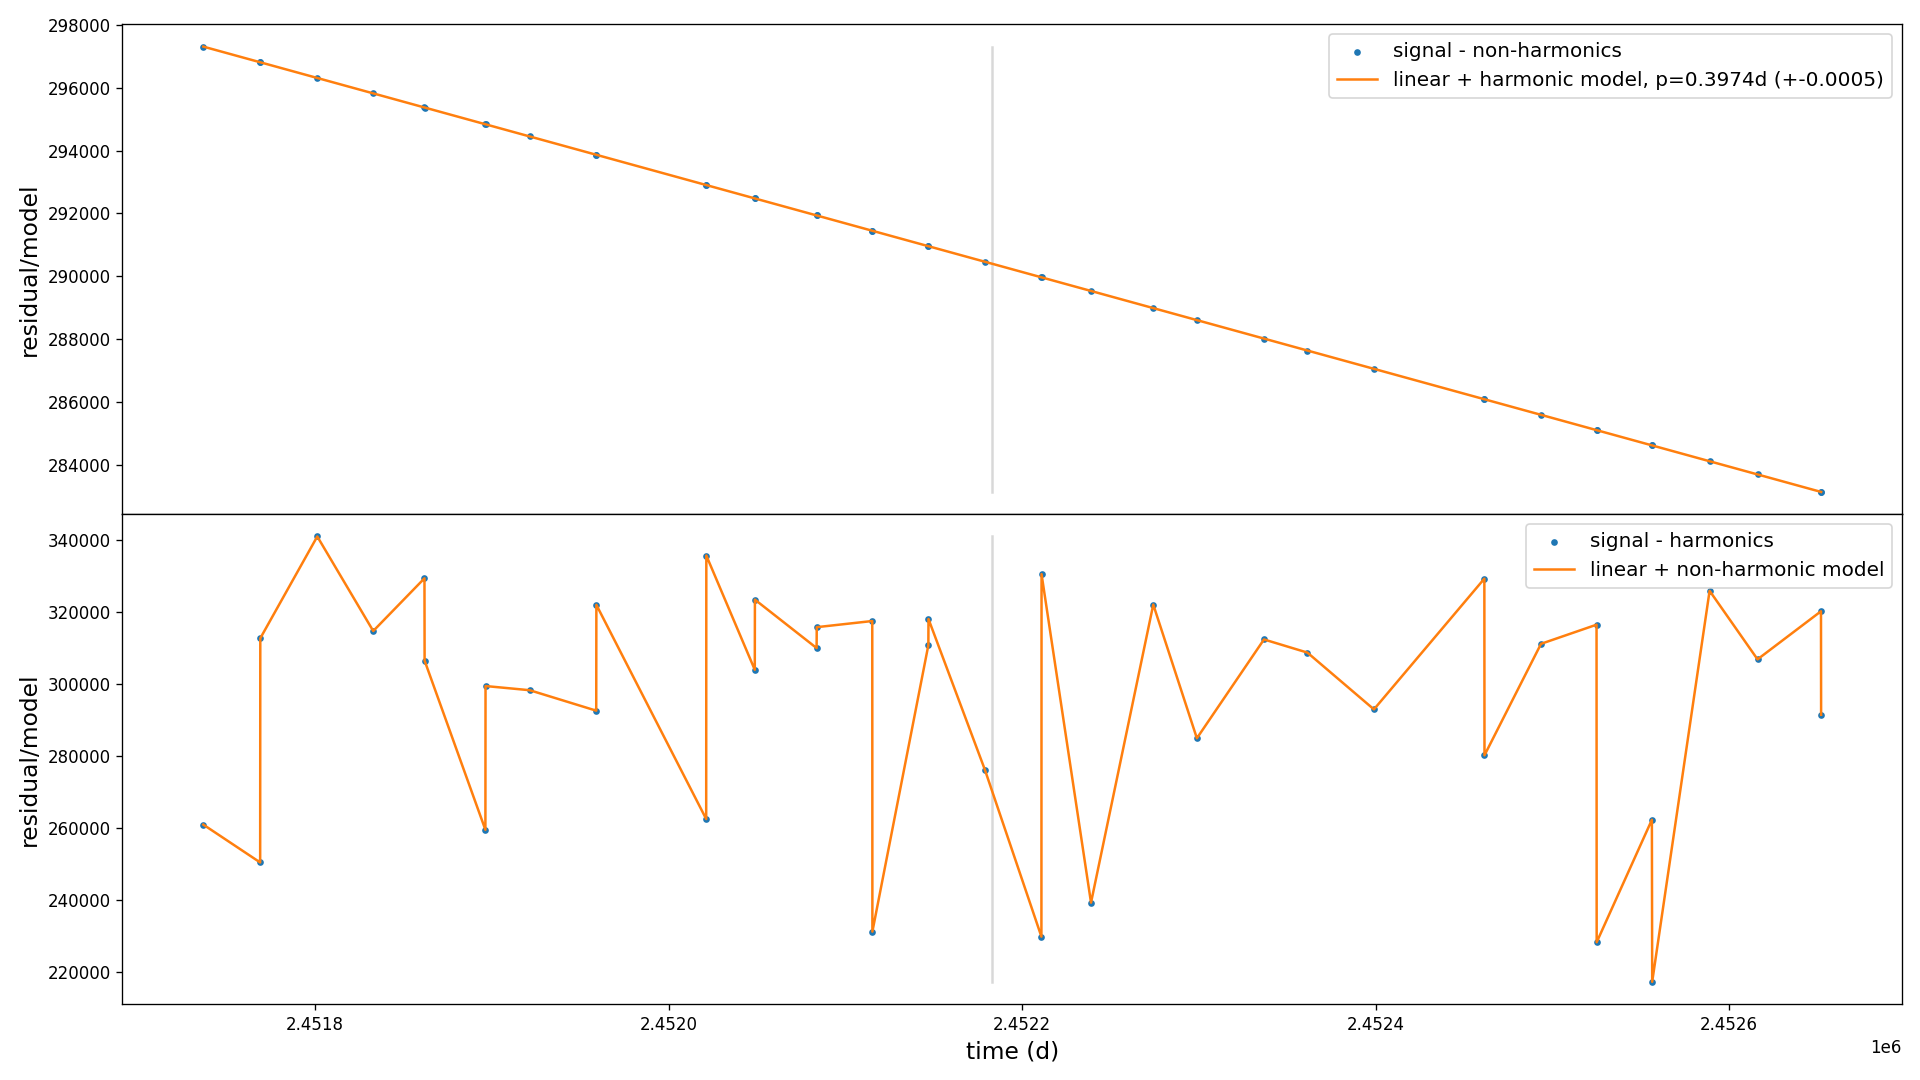 298000
296000
294000
292000
290000
288000
286000
284000
residual/model
signal - non-harmonics
linear + harmonic model, p=0.3974d (+-0.0005)
340000
320000
300000
280000
260000
240000
220000
residual/model
signal - harmonics
linear + non-harmonic model
2.4518
2.4520
2.4522
2.4524
2.4526
1e6
time (d)